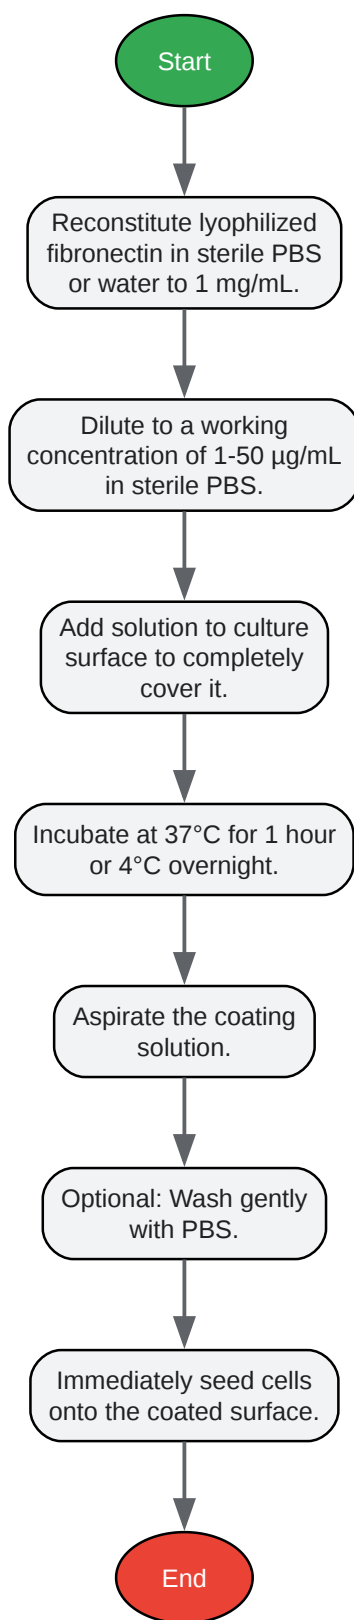 Start
Reconstitute lyophilized
fibronectin in sterile PBS
or water to 1 mg/mL.
Dilute to a working
concentration of 1-50 µg/mL
in sterile PBS.
Add solution to culture
surface to completely
cover it.
Incubate at 37°C for 1 hour
or 4°C overnight.
Aspirate the coating
solution.
Optional: Wash gently
with PBS.
Immediately seed cells
onto the coated surface.
End